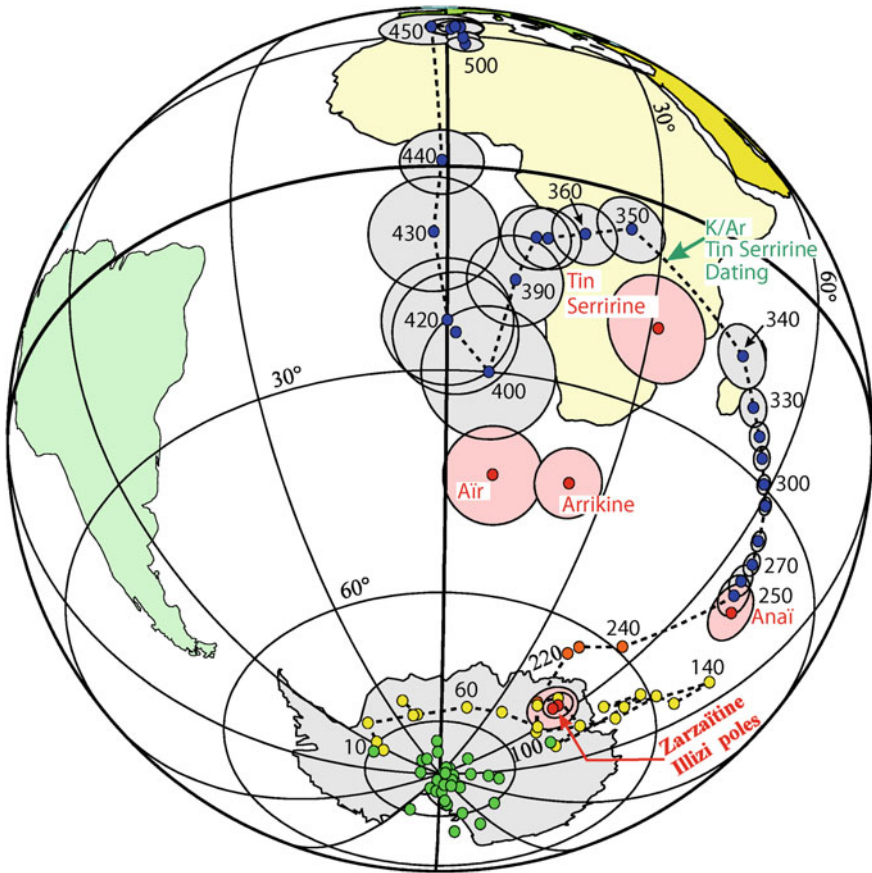 450
500
30°
440
360
350
430
K/Ar
Tin Serririne
Dating
60°
390
Tin
Serririne
420
340
400
30°
330
Aïr
Arrikine
300
270
60°
250
Anaï
240
220
140
60
10
100
Zarzaïtine
Illizi poles